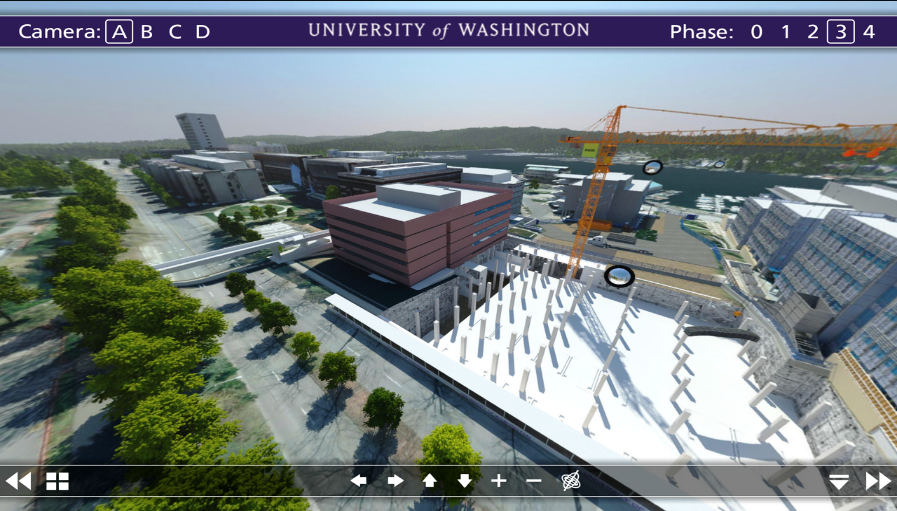 Camera: A B C D
UNIVERSITY of WASHINGTON
Phase: 0 1 2 3 4